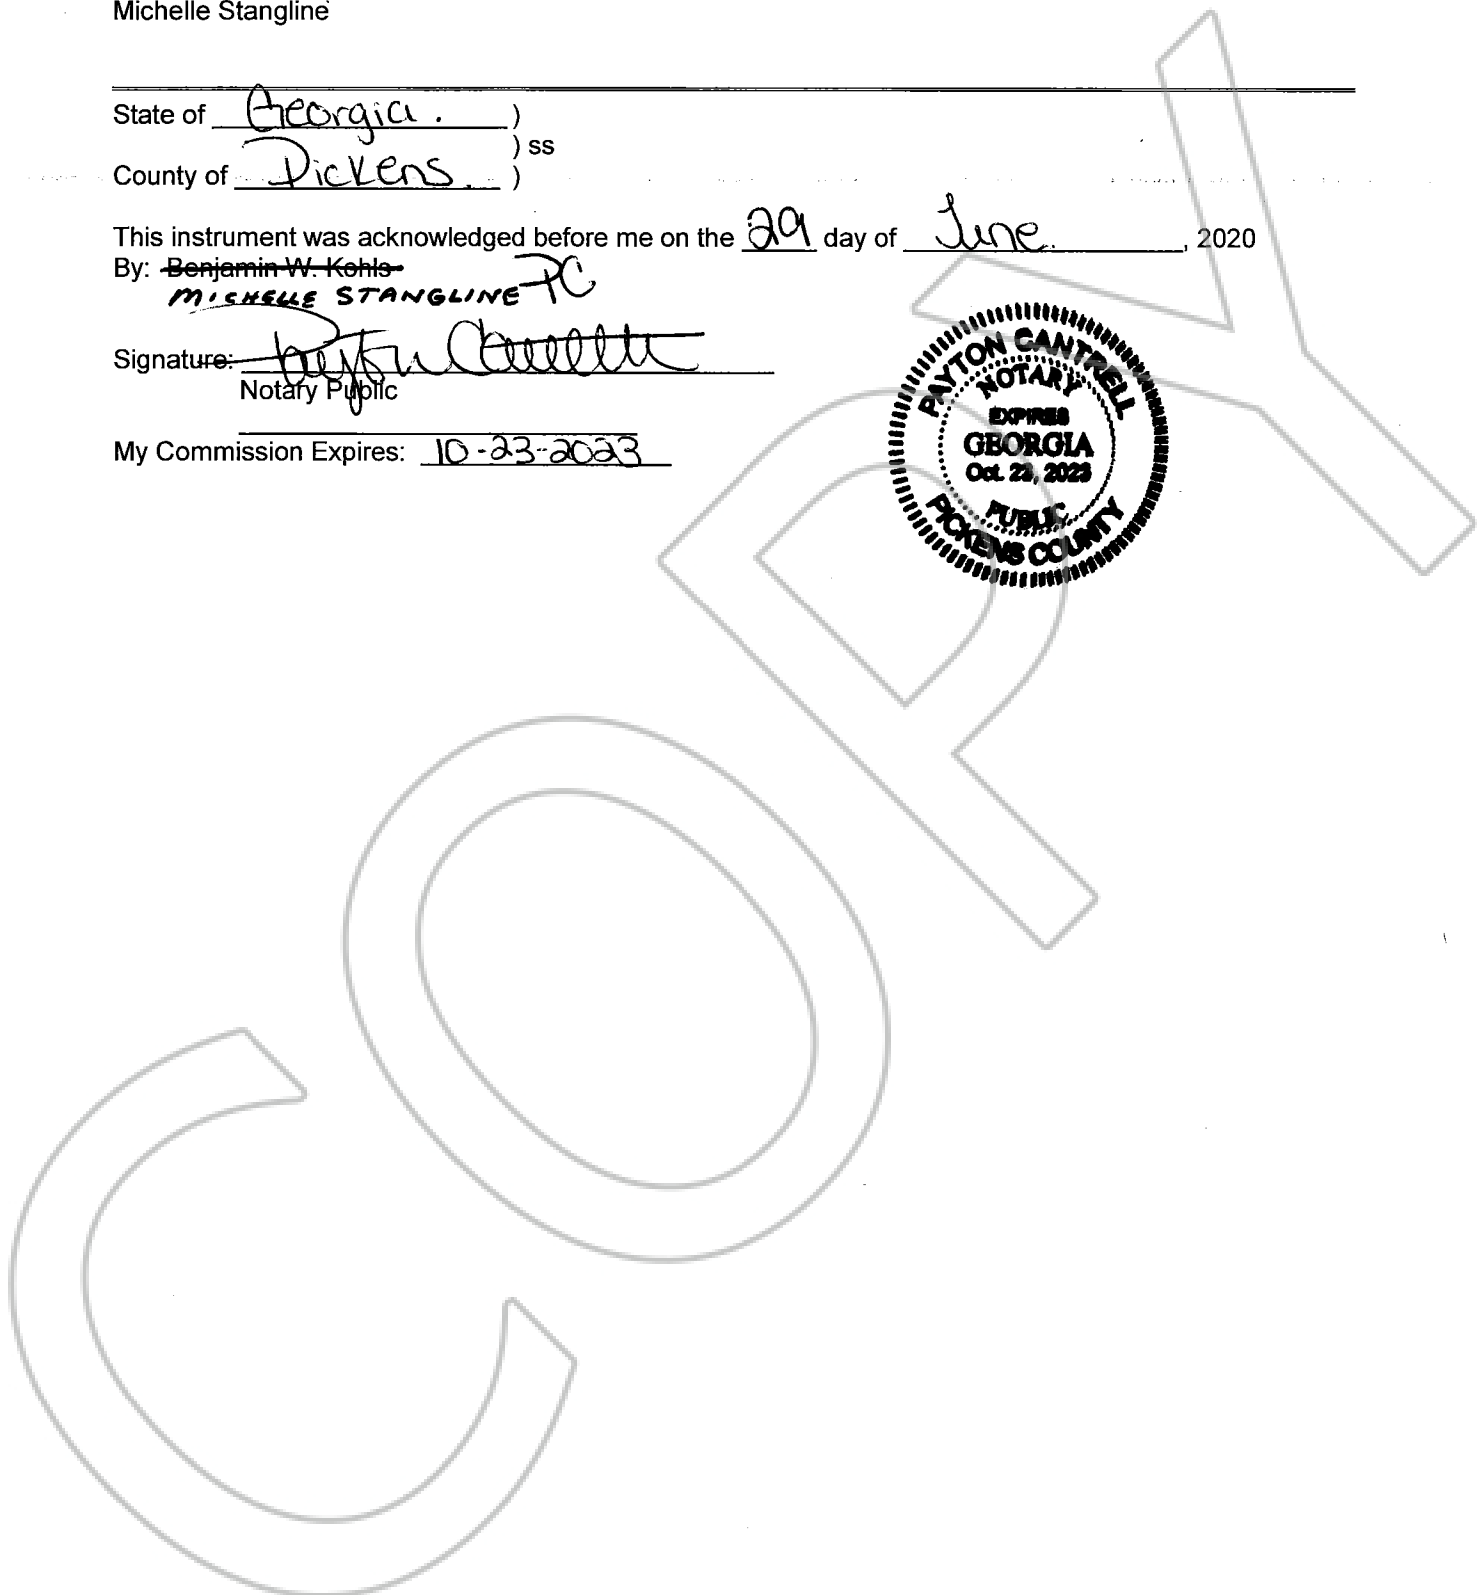 Michelle Stangline
State of Georgia. )
) ss
County of Pickens. )
This instrument was acknowledged before me on the 29 day of June, 2020
By: Benjamin W. Kohls
MICHELLE STANGLINE PC
Signature: Payton Cantrell
Notary Public
My Commission Expires: 10-23-2023
PAYTON CANTRELL
NOTARY
EXPIRES
GEORGIA
Oct. 23, 2023
PUBLIC
PICKENS COUNTY
COPY